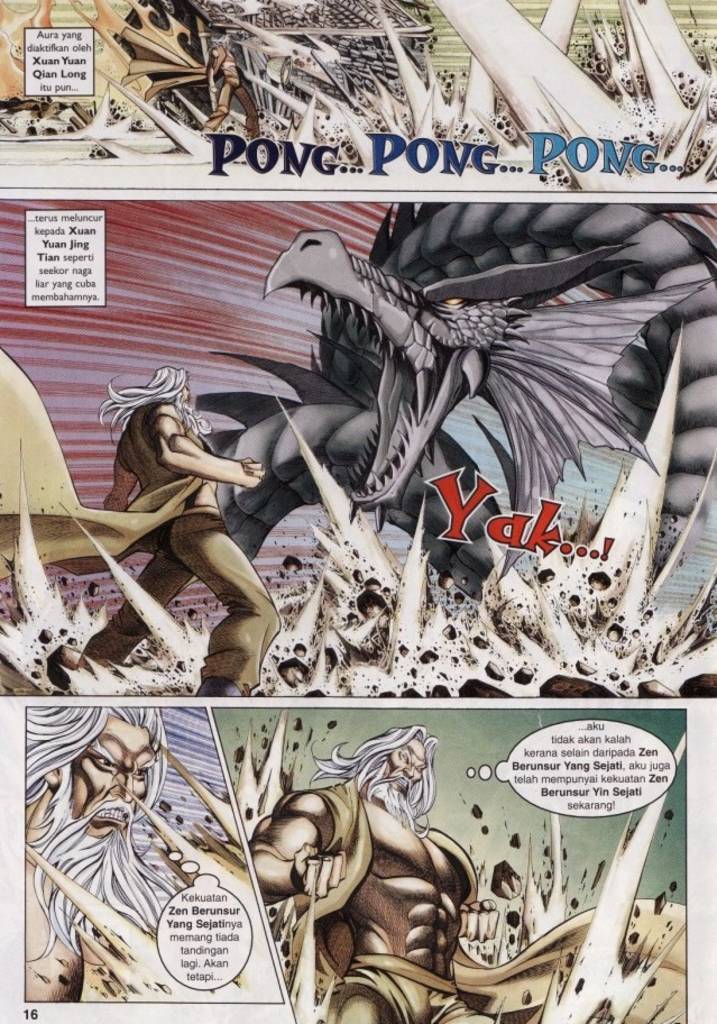 Aura yang
diaktifkan oleh
Xuan Yuan
Qian Long
itu pun...
PONG... PONG... PONG...
...terus meluncur
kepada Xuan
Yuan Jing
Tian seperti
seekor naga
liar yang cuba
membahamnya.
Yak...!
Kekuatan
Zen Berunsur
Yang Sejatinya
memang tiada
tandingan
lagi. Akan
tetapi...
...aku
tidak akan kalah
kerana selain daripada Zen
Berunsur Yang Sejati, aku juga
telah mempunyai kekuatan Zen
Berunsur Yin Sejati
sekarang!
16